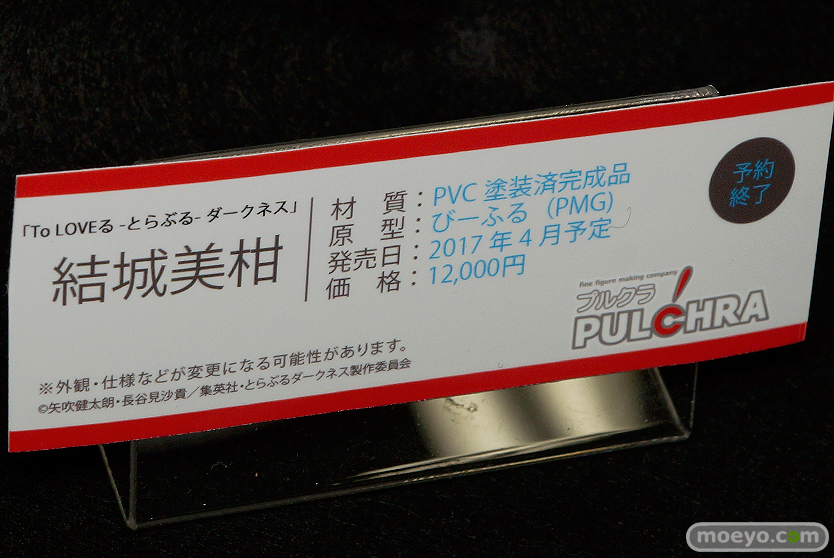 「To LOVEる -とらぶる- ダークネス」
結城美柑
材 質：PVC 塗装済完成品
原 型：びーふる （PMG）
発売日：2017 年 4 月予定
価 格：12,000円
予約
終了
fine figure making company
プルクラ
PULCHRA
※外観・仕様などが変更になる可能性があります。
©矢吹健太朗・長谷見沙貴／集英社・とらぶるダークネス製作委員会
moeyo.com